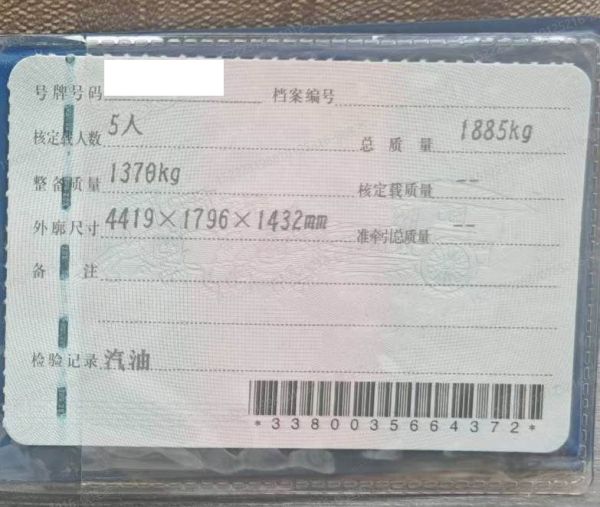 号牌号码 档案编号
核定载人数 5人 总质量 1885kg
整备质量 1370kg 核定载质量 --
外廓尺寸 4419×1796×1432mm 准牵引总质量 --
备注
检验记录 汽油
*3380035664372*